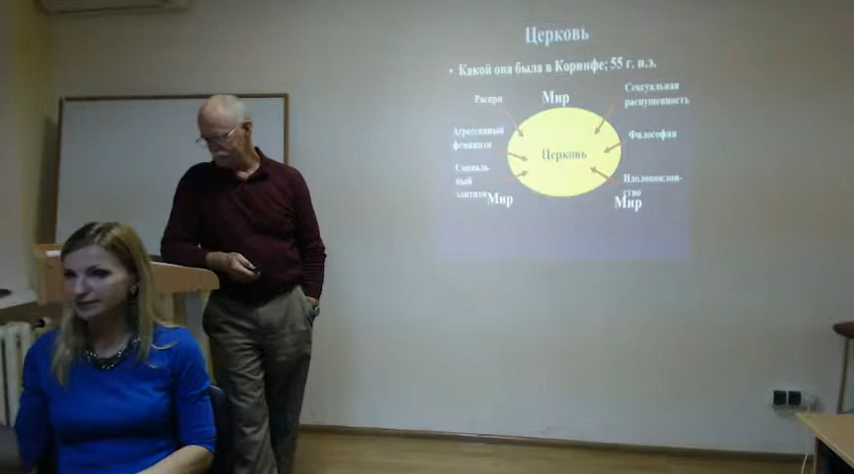 Церковь
• Какой она была в Коринфе; 55 г. н.э.
Распри
Мир
Сексуальная
распущенность
Агрессивный
феминизм
Философия
Церковь
Социаль-
ный
Идолопоклон-
ство
Мир
Мир